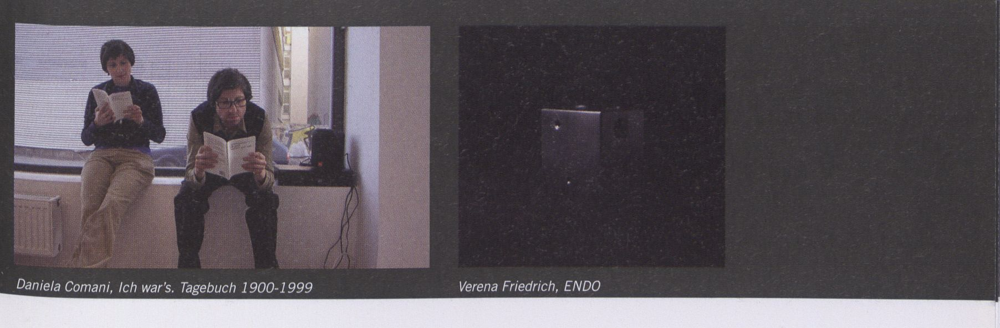 Daniela Comani, Ich war's. Tagebuch 1900-1999
Verena Friedrich, ENDO